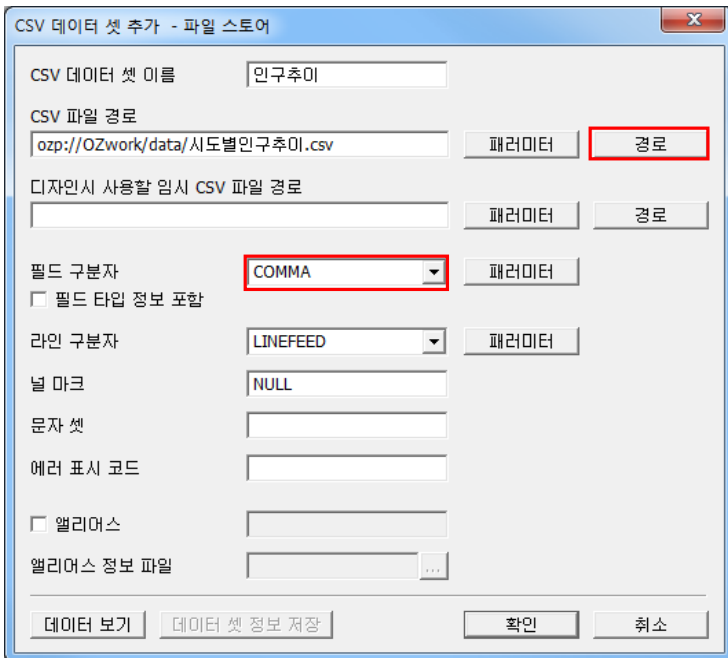 CSV 데이터 셋 추가 - 파일 스토어
CSV 데이터 셋 이름 인구추이
CSV 파일 경로
ozp://OZwork/data/시도별인구추이.csv 패러미터 경로
디자인시 사용할 임시 CSV 파일 경로
패러미터 경로
필드 구분자 COMMA 패러미터
필드 타입 정보 포함
라인 구분자 LINEFEED 패러미터
널 마크 NULL
문자 셋
에러 표시 코드
앨리어스
앨리어스 정보 파일 ...
데이터 보기 데이터 셋 정보 저장 확인 취소